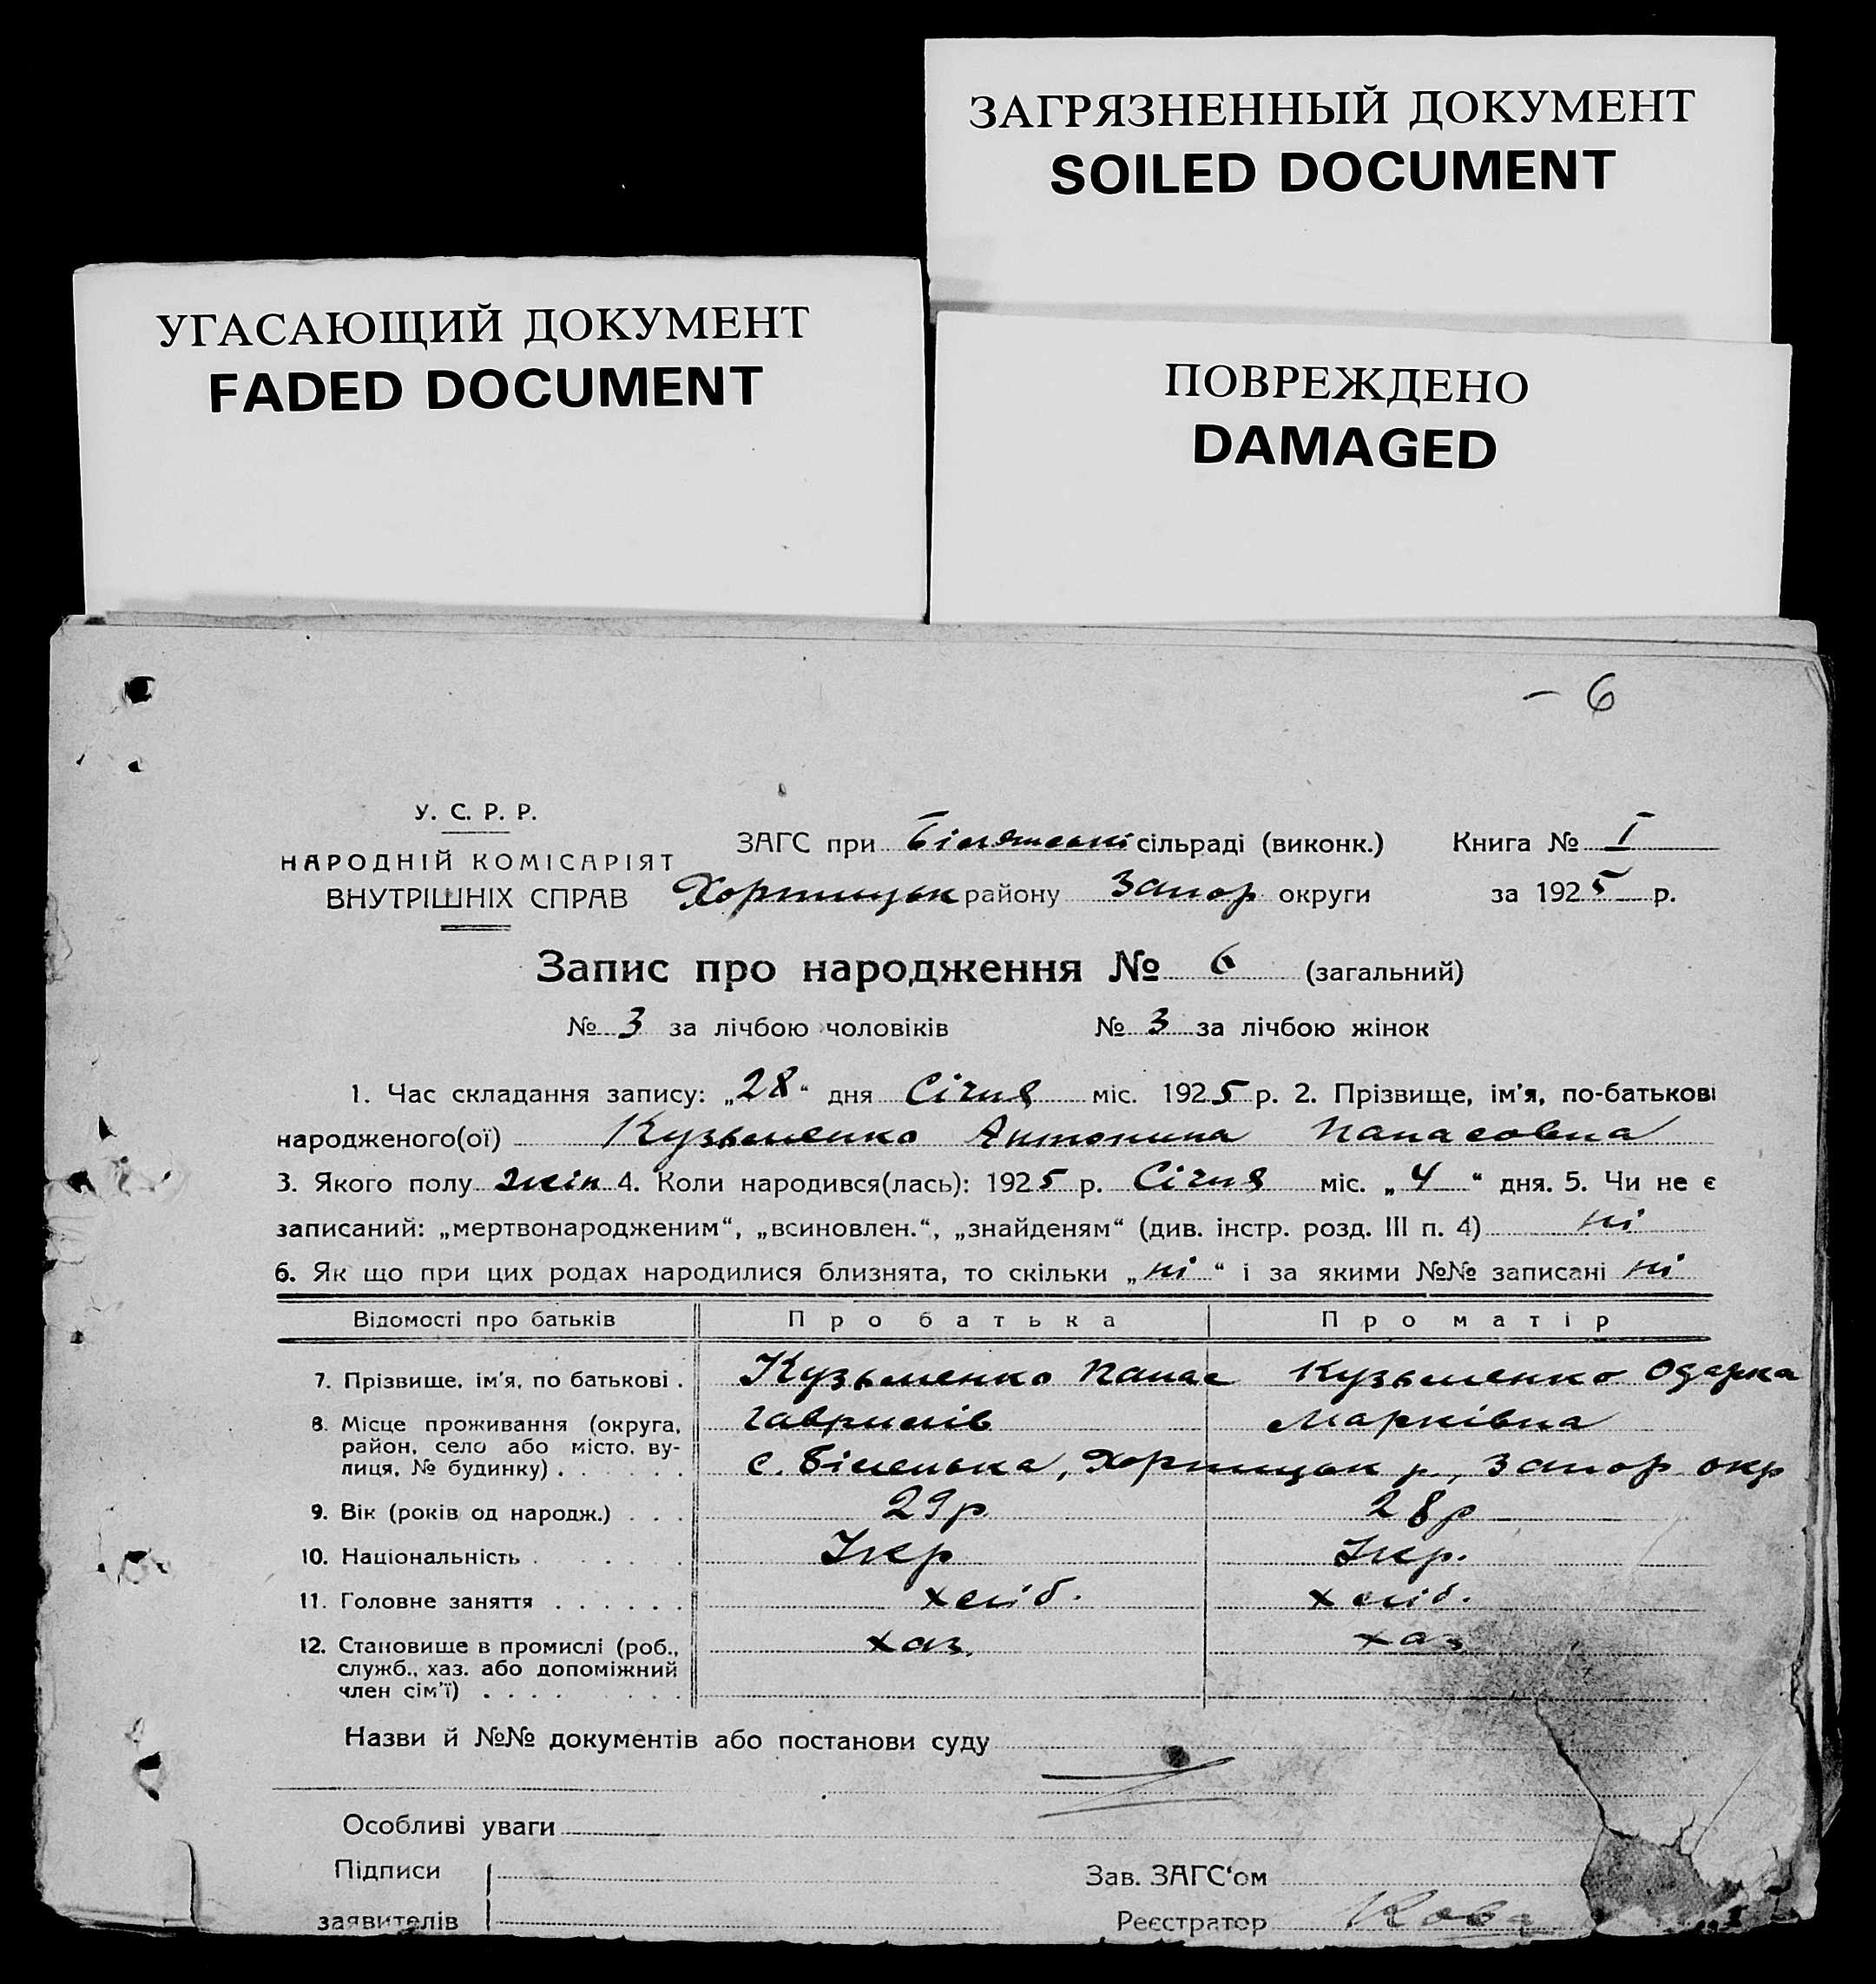 ЗАГРЯЗНЕННЫЙ ДОКУМЕНТ
SOILED DOCUMENT
УГАСАЮЩИЙ ДОКУМЕНТ
FADED DOCUMENT
ПОВРЕЖДЕНО
DAMAGED
– 6
У. С. Р. Р.
НАРОДНІЙ КОМІСАРІЯТ
ВНУТРІШНІХ СПРАВ
ЗАГС при сільраді (виконк.) Книга № I
Хортицьк району Запор округи за 1925 р.
Запис про народження № 6 (загальний)
№ 3 за лічбою чоловіків № 3 за лічбою жінок
1. Час складання запису: „28“ дня Січня міс. 1925 р. 2. Прізвище, ім'я, по-батькові
народженого(ої) Кузьменко Антонина Панасовна
3. Якого полу жін 4. Коли народився(лась): 1925 р. Січня міс. „4“ дня. 5. Чи не є
записаний: „мертвонародженим“, „всиновлен.“, „знайденям“ (див. інстр. розд. III п. 4) ні
6. Як що при цих родах народилися близнята, то скільки „ні“ і за якими №№ записані ні
Відомості про батьків Про батька Про матір
7. Прізвище, ім'я, по батькові . Кузьменко Панас Кузьменко Одарка
8. Місце проживання (округа, Гаврилів Марківна
район, село або місто, ву-
лиця, № будинку) . . . . . . с. Біленька, Хортицьк р., Запор окр
9. Вік (років од народж.) . . . 29 р. 28 р
10. Національність . . . . . Укр Укр.
11. Головне заняття . . . . . . хліб. хліб.
12. Становище в промислі (роб., хаз. хаз
служб., хаз. або допоміжний
член сім'ї) . . . . . . . .
Назви й №№ документів або постанови суду
Особливі уваги
Підписи Зав. ЗАГС'ом
заявителів Реєстратор